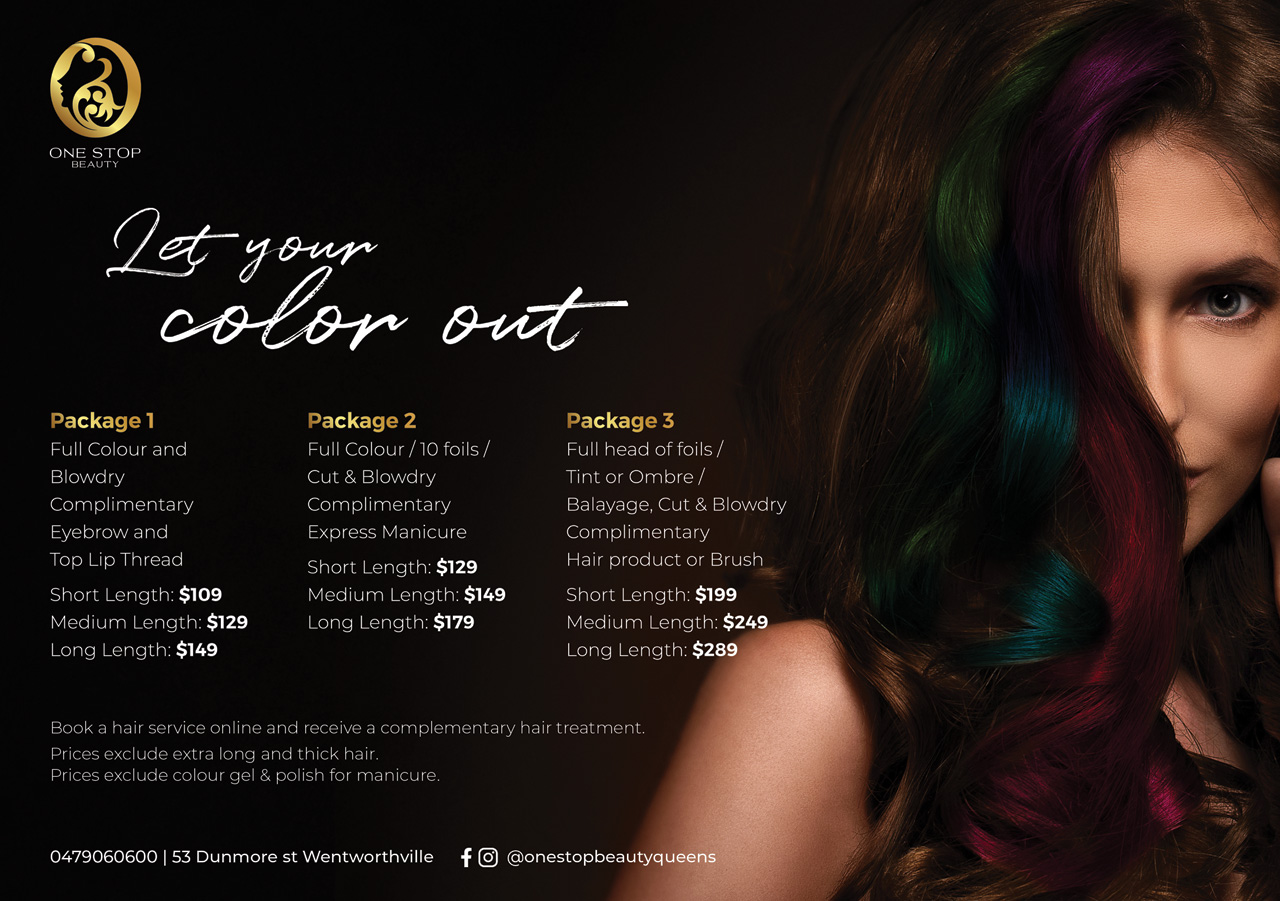 ONE STOP
BEAUTY
Let your
color out
Package 1
Full Colour and
Blowdry
Complimentary
Eyebrow and
Top Lip Thread
Short Length: $109
Medium Length: $129
Long Length: $149
Package 2
Full Colour / 10 foils /
Cut & Blowdry
Complimentary
Express Manicure
Short Length: $129
Medium Length: $149
Long Length: $179
Package 3
Full head of foils /
Tint or Ombre /
Balayage, Cut & Blowdry
Complimentary
Hair product or Brush
Short Length: $199
Medium Length: $249
Long Length: $289
Book a hair service online and receive a complementary hair treatment.
Prices exclude extra long and thick hair.
Prices exclude colour gel & polish for manicure.
0479060600 | 53 Dunmore st Wentworthville @onestopbeautyqueens